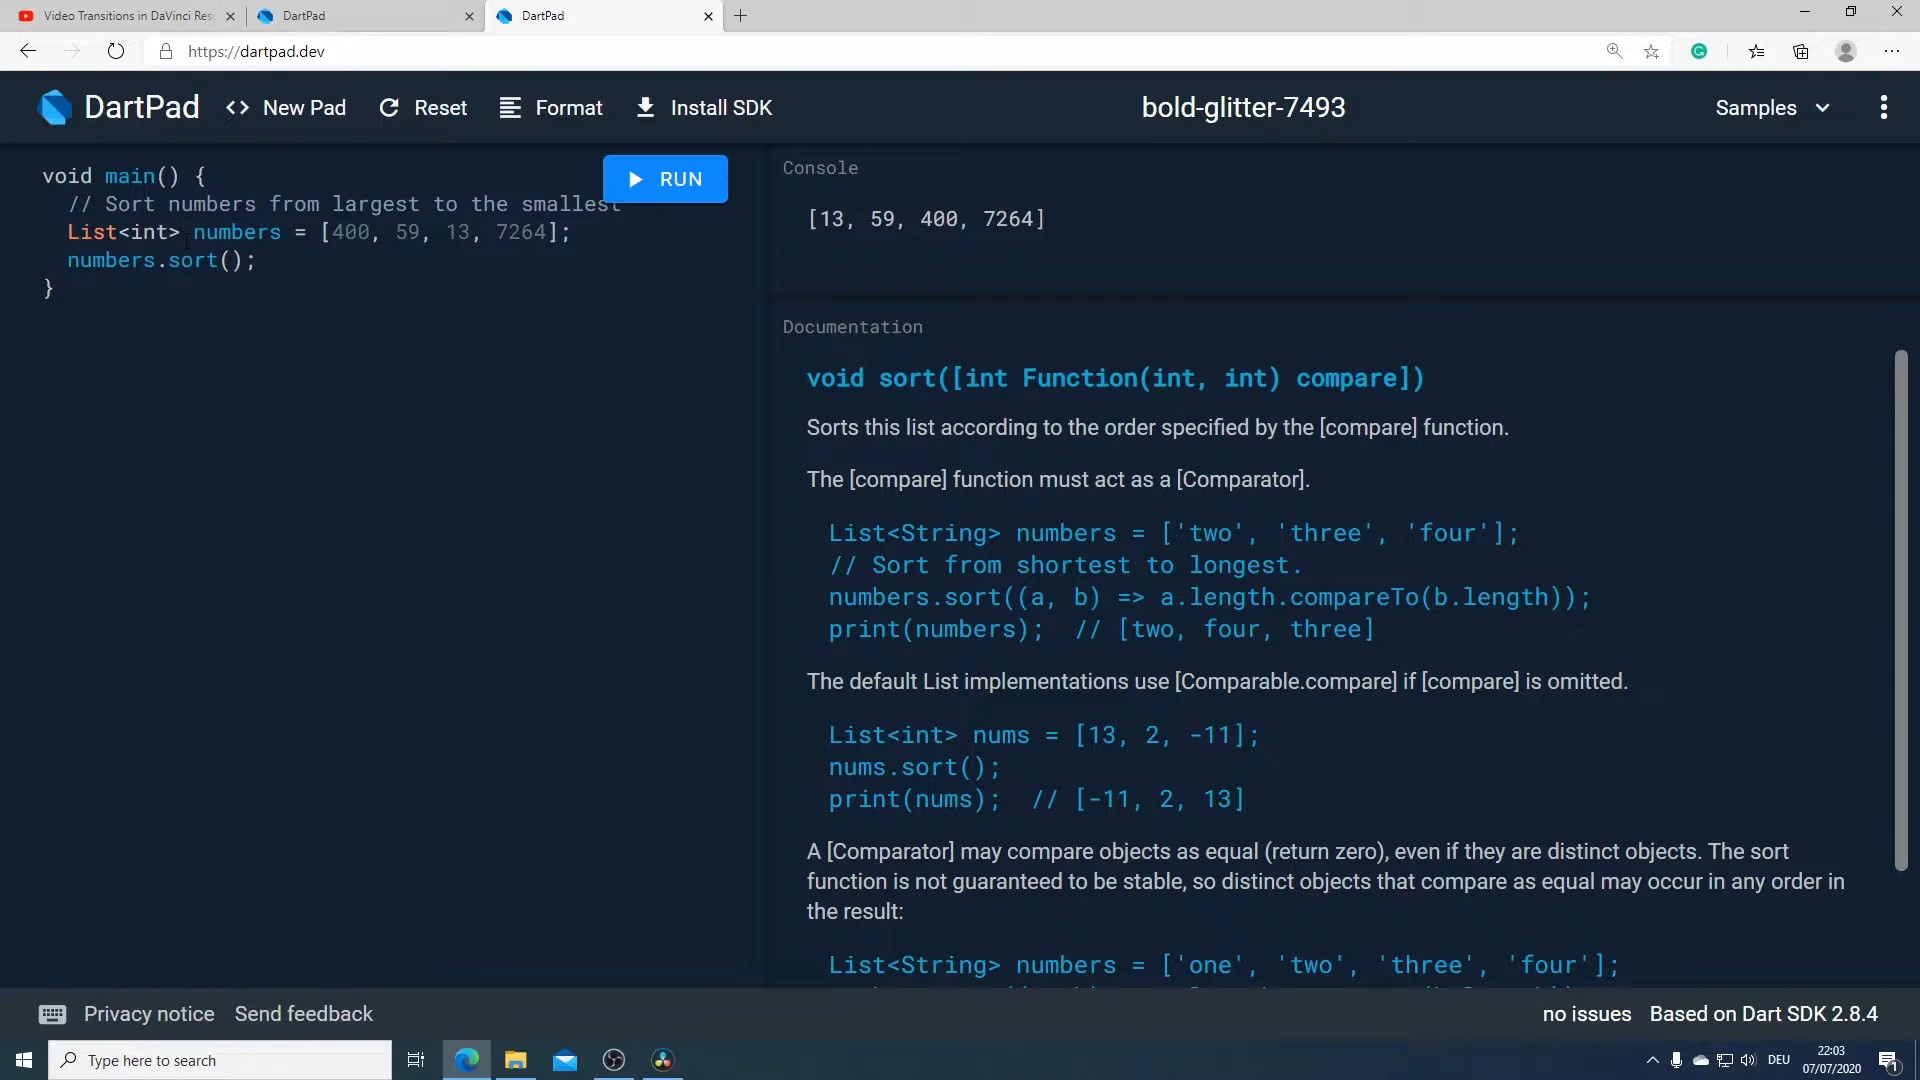 Video Transitions in DaVinci Res
DartPad
DartPad
https://dartpad.dev
DartPad
New Pad
Reset
Format
Install SDK
bold-glitter-7493
Samples
void main() {
// Sort numbers from largest to the smallest
List<int> numbers = [400, 59, 13, 7264];
numbers.sort();
}
RUN
Console
[13, 59, 400, 7264]
Documentation
void sort([int Function(int, int) compare])
Sorts this list according to the order specified by the [compare] function.
The [compare] function must act as a [Comparator].
List<String> numbers = ['two', 'three', 'four'];
// Sort from shortest to longest.
numbers.sort((a, b) => a.length.compareTo(b.length));
print(numbers);  // [two, four, three]
The default List implementations use [Comparable.compare] if [compare] is omitted.
List<int> nums = [13, 2, -11];
nums.sort();
print(nums);  // [-11, 2, 13]
A [Comparator] may compare objects as equal (return zero), even if they are distinct objects. The sort
function is not guaranteed to be stable, so distinct objects that compare as equal may occur in any order in
the result:
List<String> numbers = ['one', 'two', 'three', 'four'];
Privacy notice
Send feedback
no issues
Based on Dart SDK 2.8.4
Type here to search
DEU
22:03
07/07/2020
1